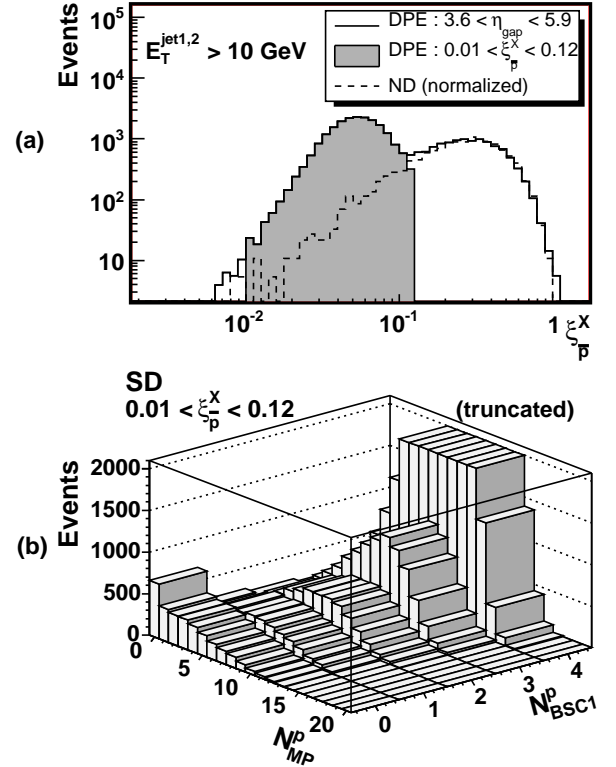 (a)
Events
10^5
10^4
10^3
10^2
10
E_T^{jet1,2} > 10 GeV
DPE : 3.6 < η_gap < 5.9
DPE : 0.01 < ξ_p̅^X < 0.12
ND (normalized)
10^-2 10^-1 1 ξ_p̅^X
SD
0.01 < ξ_p̅^X < 0.12 (truncated)
(b)
Events
2000
1500
1000
500
0
0 5 10 15 20
N_MP^p
0 1 2 3 4
N_BSC1^p